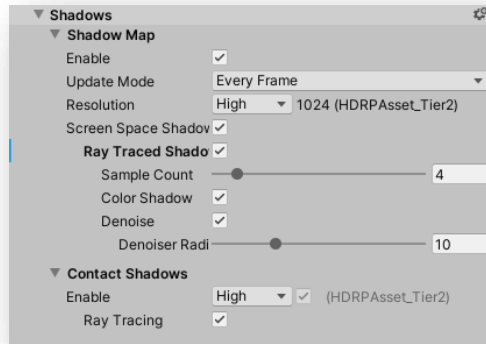 Shadows
Shadow Map
Enable
Update Mode Every Frame
Resolution High 1024 (HDRPAsset_Tier2)
Screen Space Shadov
Ray Traced Shado
Sample Count 4
Color Shadow
Denoise
Denoiser Radi 10
Contact Shadows
Enable High (HDRPAsset_Tier2)
Ray Tracing